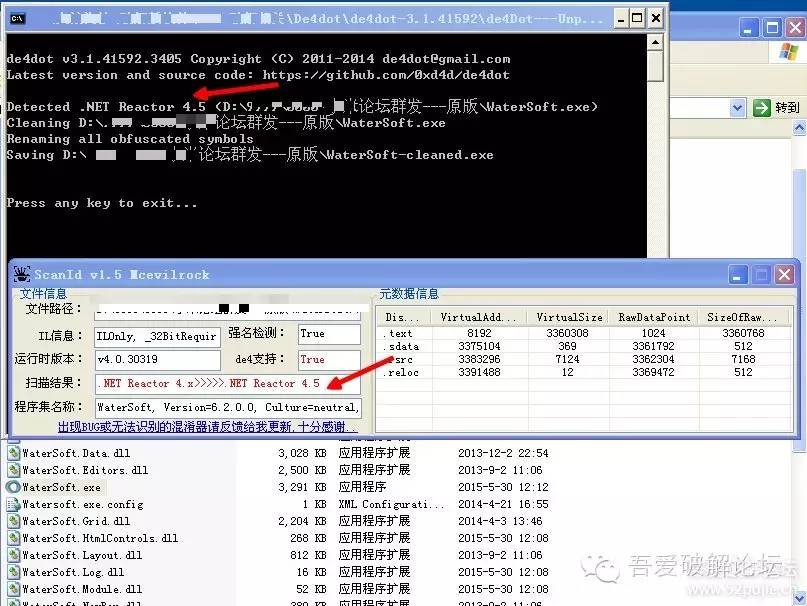 \De4dot\de4dot-3.1.41592\de4Dot---Unp...
de4dot v3.1.41592.3405 Copyright (C) 2011-2014 de4dot@gmail.com
Latest version and source code: https://github.com/0xd4d/de4dot
Detected .NET Reactor 4.5 (D:\ 论坛群发---原版\WaterSoft.exe)
Cleaning D:\ 论坛群发---原版\WaterSoft.exe
Renaming all obfuscated symbols
Saving D:\ 论坛群发---原版\WaterSoft-cleaned.exe
Press any key to exit...
转到
ScanId v1.5 Mcevilrock
文件信息
文件路径：
IL信息： ILOnly, _32BitRequir 强名检测： True
运行时版本： v4.0.30319 de4支持： True
扫描结果： .NET Reactor 4.x>>>>>.NET Reactor 4.5
程序集名称： WaterSoft, Version=6.2.0.0, Culture=neutral,
出现BUG或无法识别的混淆器请反馈给我更新,十分感谢...
元数据信息
Dis... VirtualAdd... VirtualSize RawDataPoint SizeOfRaw...
.text 8192 3360308 1024 3360768
.sdata 3375104 369 3361792 512
.rsrc 3383296 7124 3362304 7168
.reloc 3391488 12 3369472 512
WaterSoft.Data.dll 3,028 KB 应用程序扩展 2013-12-2 22:54
WaterSoft.Editors.dll 2,500 KB 应用程序扩展 2013-9-2 11:06
WaterSoft.exe 3,291 KB 应用程序 2015-5-30 12:12
Watersoft.exe.config 1 KB XML Configurati... 2014-4-21 16:55
WaterSoft.Grid.dll 2,204 KB 应用程序扩展 2014-4-3 13:46
WaterSoft.HtmlControls.dll 268 KB 应用程序扩展 2015-5-30 12:08
WaterSoft.Layout.dll 812 KB 应用程序扩展 2013-9-2 11:06
WaterSoft.Log.dll 16 KB 应用程序扩展 2015-5-30 12:08
WaterSoft.Module.dll 52 KB 应用程序扩展 2015-5-30 12:08
吾爱破解论坛